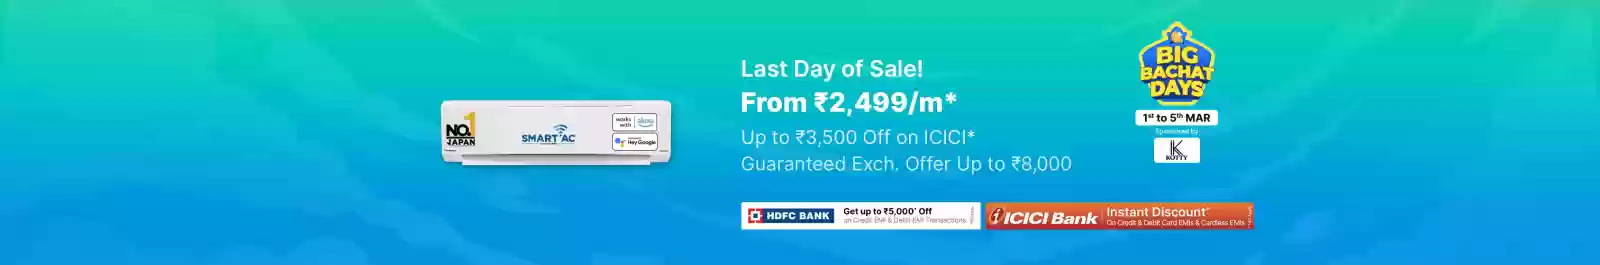 Last Day of Sale!
From ₹2,499/m*
Up to ₹3,500 Off on ICICI*
Guaranteed Exch. Offer Up to ₹8,000
HDFC BANK
Get up to ₹5,000* Off
on Credit EMI & Debit EMI Transactions
ICICI Bank
Instant Discount*
On Credit & Debit Card EMIs & Cardless EMIs
BIG
BACHAT
DAYS
1st to 5th MAR
Sponsored by
KOTTY
NO.1
JAPAN
SMART AC
works
with
alexa
Hey Google